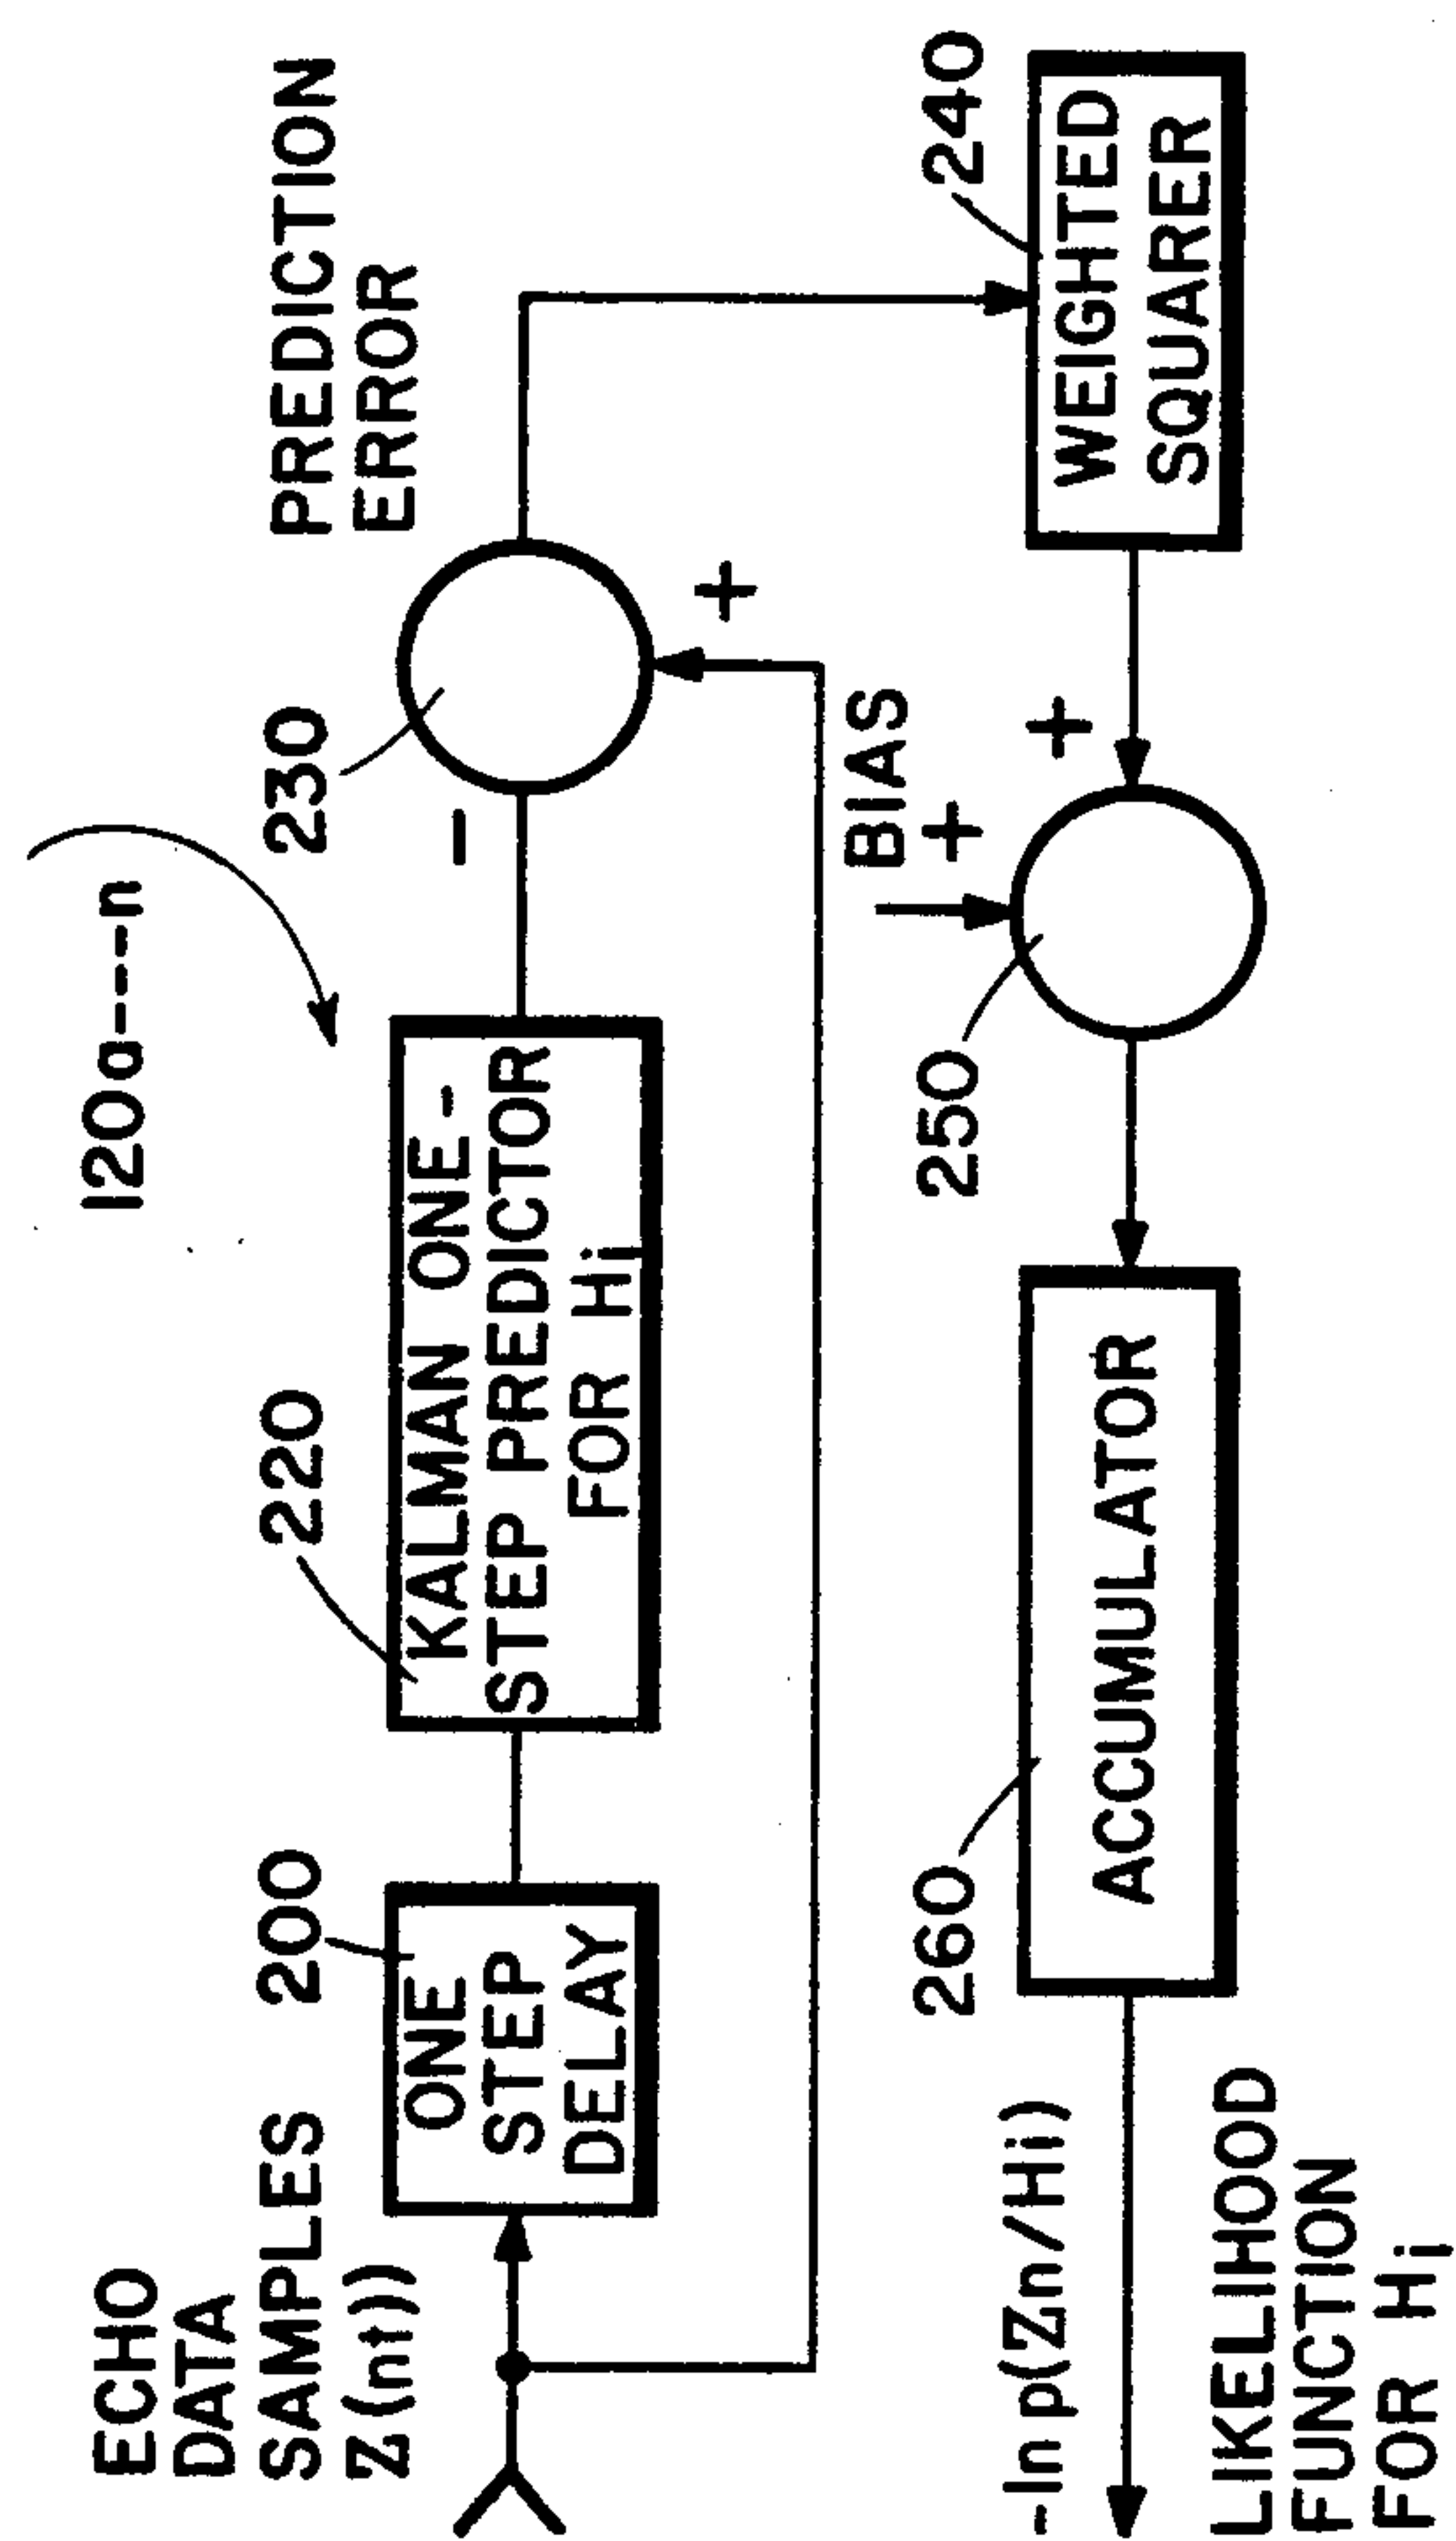 120a---n
ECHO
DATA
SAMPLES
Z(nt))
200
ONE
STEP
DELAY
220
KALMAN ONE-
STEP PREDICTOR
FOR Hi
230
-
+
PREDICTION
ERROR
240
WEIGHTED
SQUARER
BIAS
+
+
250
260
ACCUMULATOR
-ln p(Zn/Hi)
LIKELIHOOD
FUNCTION
FOR Hi